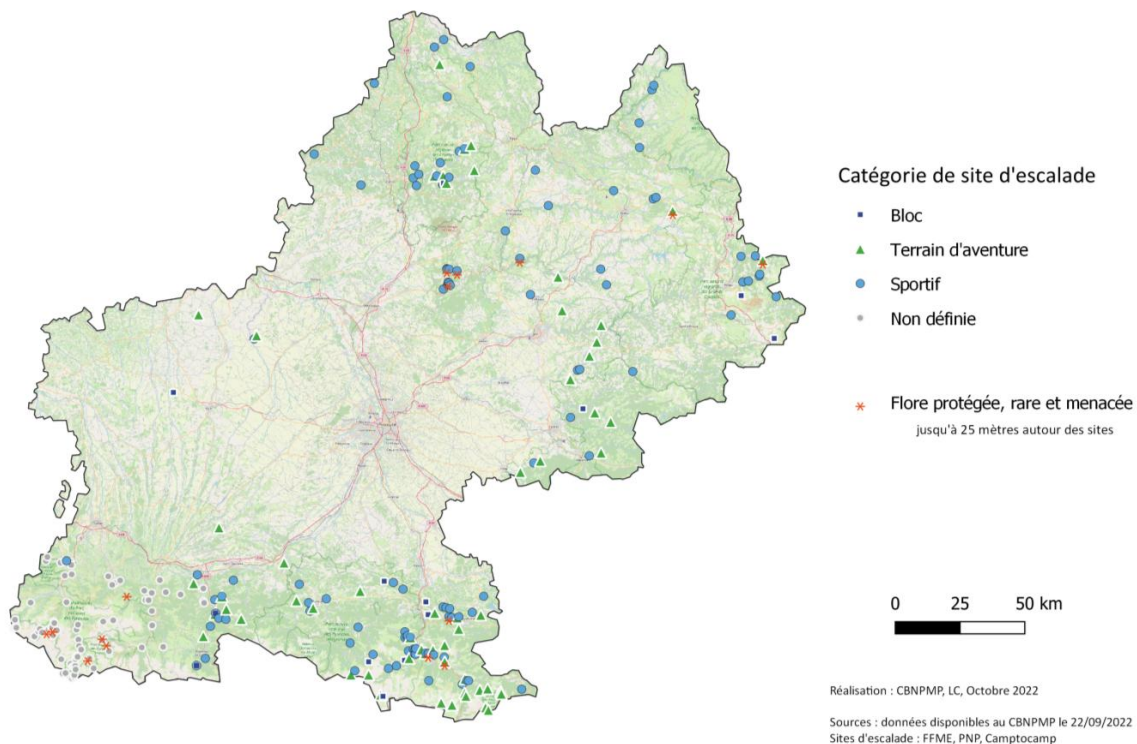 Catégorie de site d'escalade
Bloc
Terrain d'aventure
Sportif
Non définie
Flore protégée, rare et menacée
jusqu'à 25 mètres autour des sites
0 25 50 km
Réalisation : CBNPMP, LC, Octobre 2022
Sources : données disponibles au CBNPMP le 22/09/2022
Sites d'escalade : FFME, PNP, Camptocamp